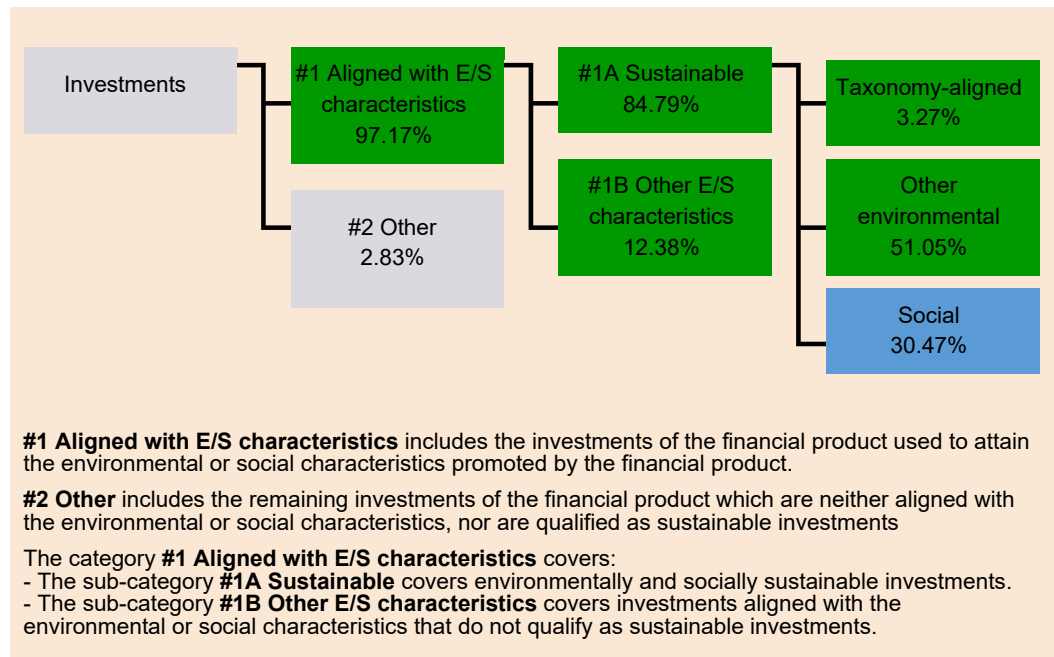 Investments
#1 Aligned with E/S
characteristics
97.17%
#2 Other
2.83%
#1A Sustainable
84.79%
#1B Other E/S
characteristics
12.38%
Taxonomy-aligned
3.27%
Other
environmental
51.05%
Social
30.47%
#1 Aligned with E/S characteristics includes the investments of the financial product used to attain
the environmental or social characteristics promoted by the financial product.
#2 Other includes the remaining investments of the financial product which are neither aligned with
the environmental or social characteristics, nor are qualified as sustainable investments
The category #1 Aligned with E/S characteristics covers:
- The sub-category #1A Sustainable covers environmentally and socially sustainable investments.
- The sub-category #1B Other E/S characteristics covers investments aligned with the
environmental or social characteristics that do not qualify as sustainable investments.